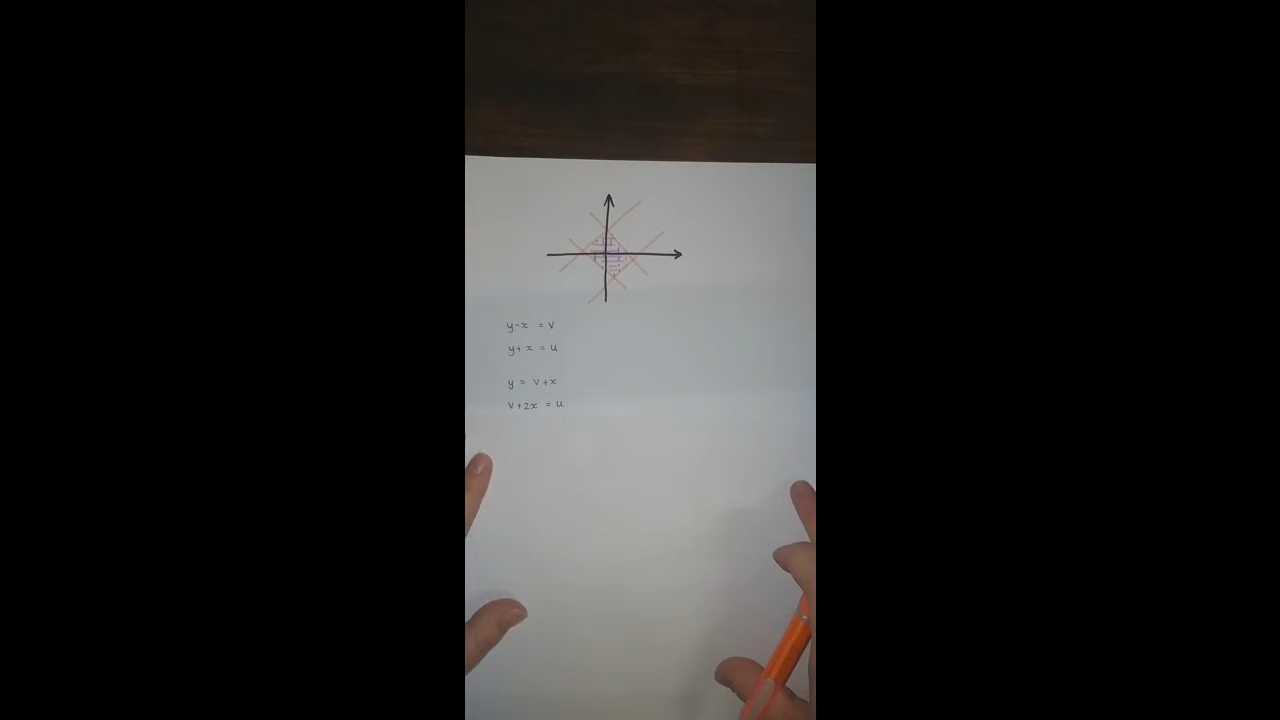 y-x = v
y+x = u
y = v+x
v+2x = u